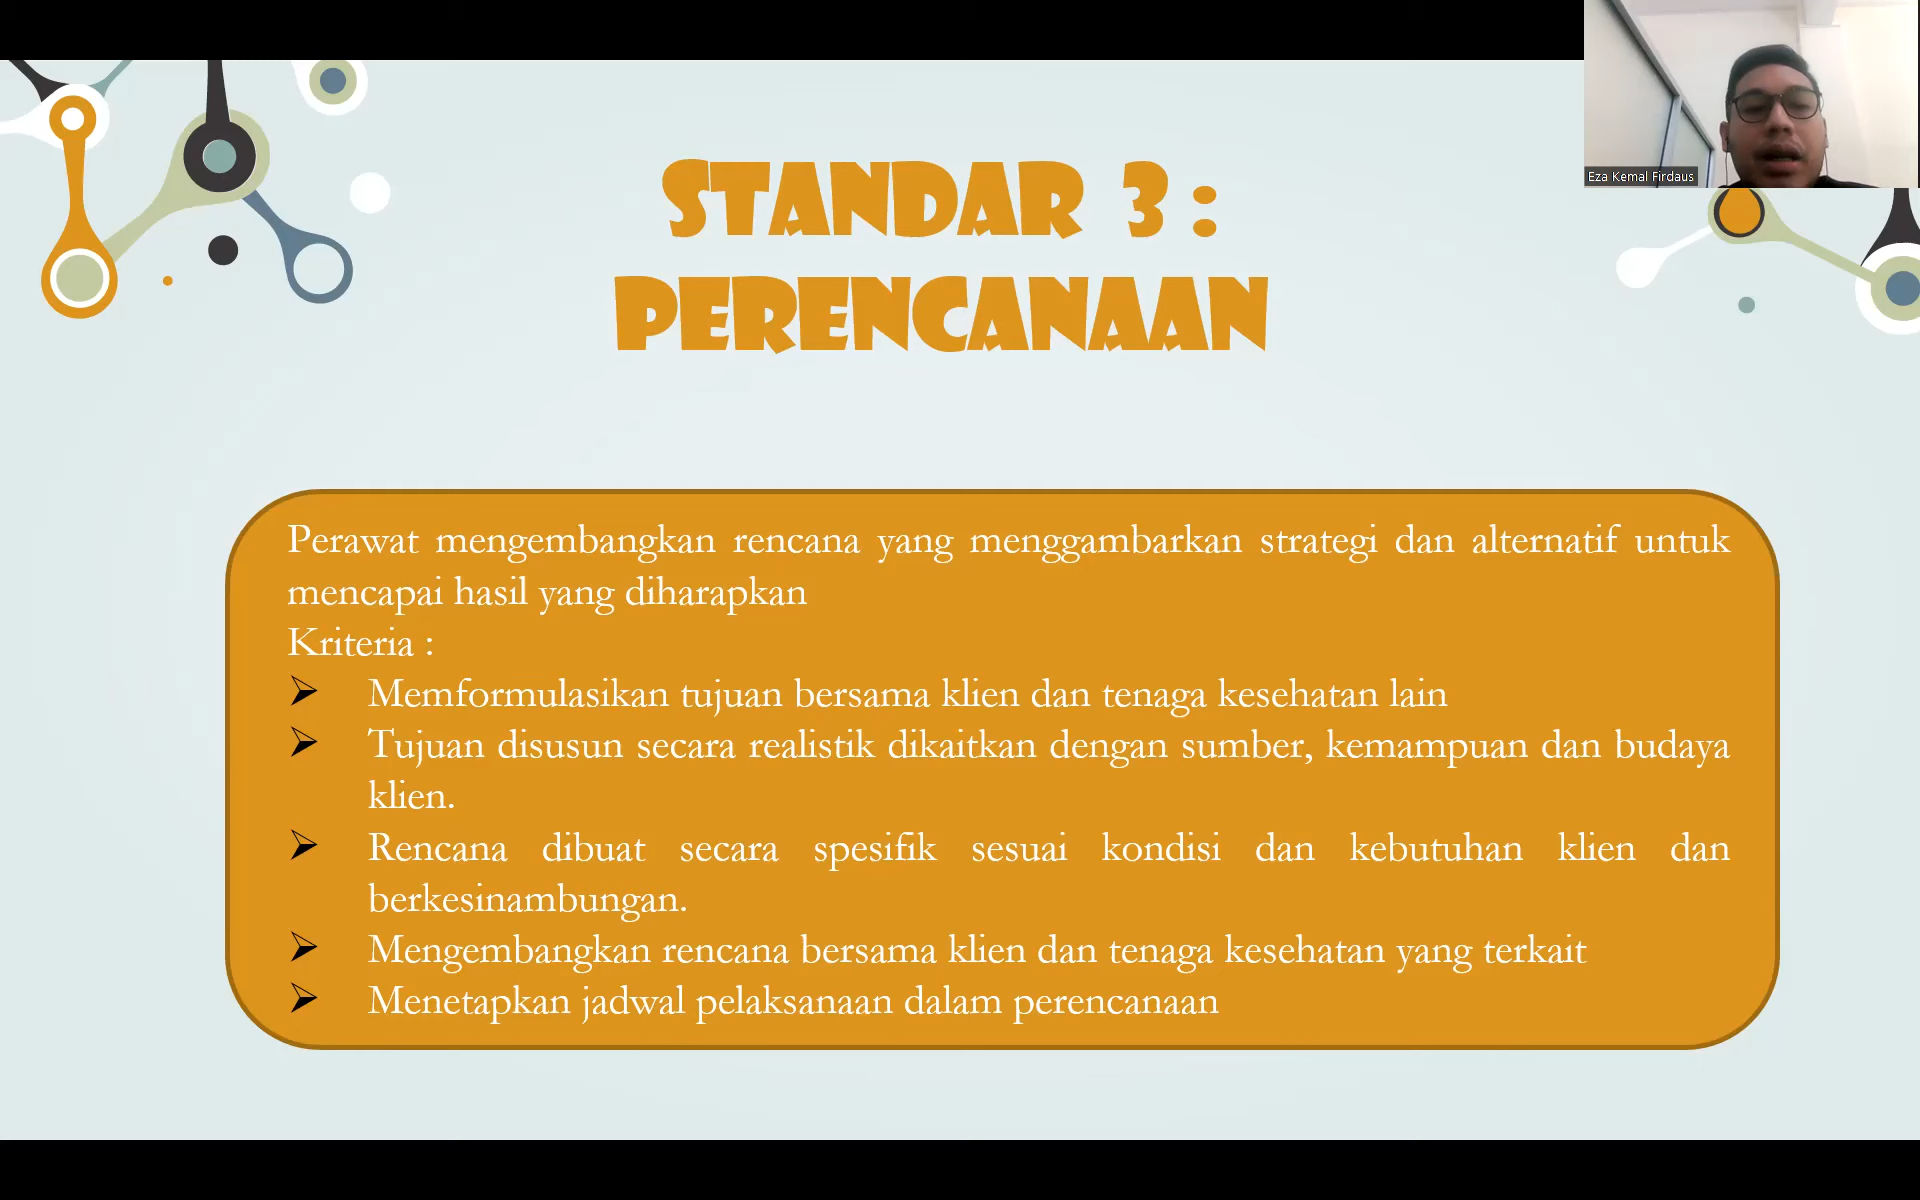 Eza Kemal Firdaus
STANDAR 3 :
PERENCANAAN
Perawat mengembangkan rencana yang menggambarkan strategi dan alternatif untuk
mencapai hasil yang diharapkan
Kriteria :
➢ Memformulasikan tujuan bersama klien dan tenaga kesehatan lain
➢ Tujuan disusun secara realistik dikaitkan dengan sumber, kemampuan dan budaya
klien.
➢ Rencana dibuat secara spesifik sesuai kondisi dan kebutuhan klien dan
berkesinambungan.
➢ Mengembangkan rencana bersama klien dan tenaga kesehatan yang terkait
➢ Menetapkan jadwal pelaksanaan dalam perencanaan